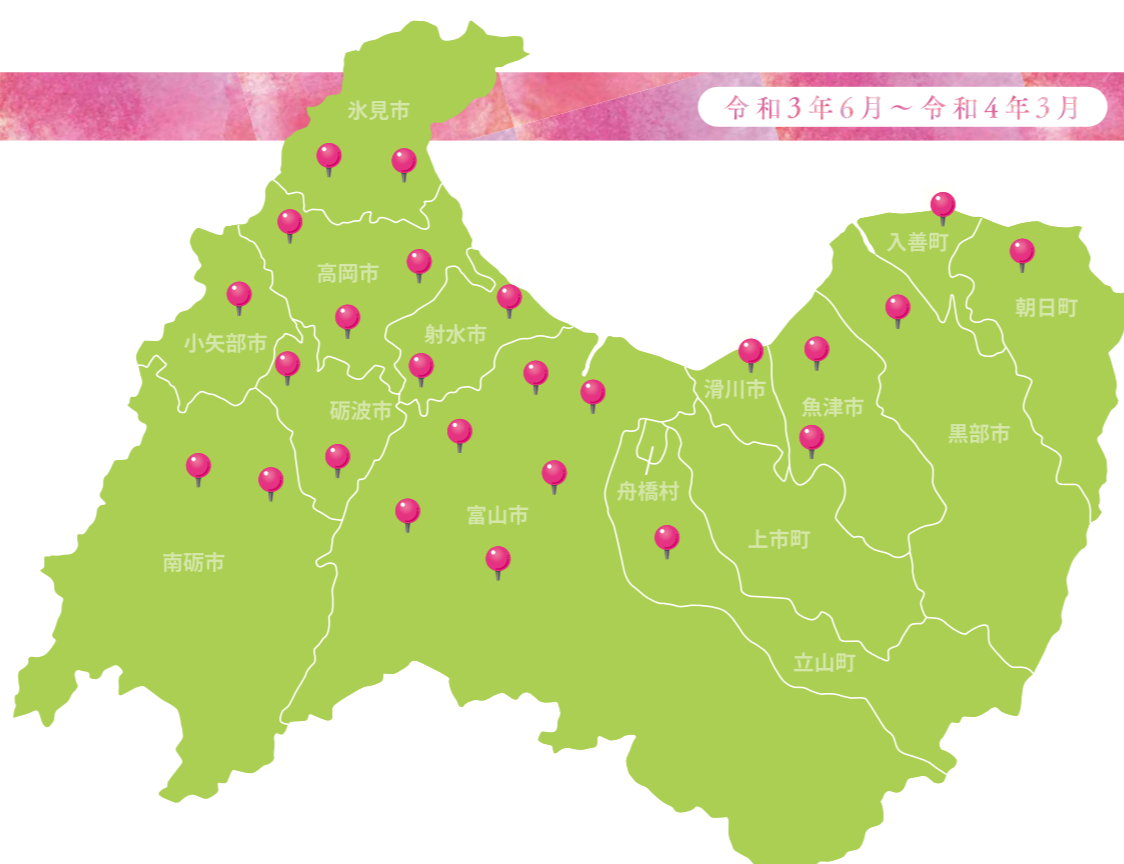 氷見市
令和3年6月～令和4年3月
入善町
高岡市
朝日町
射水市
小矢部市
滑川市
砺波市
魚津市
黒部市
舟橋村
富山市
上市町
南砺市
立山町